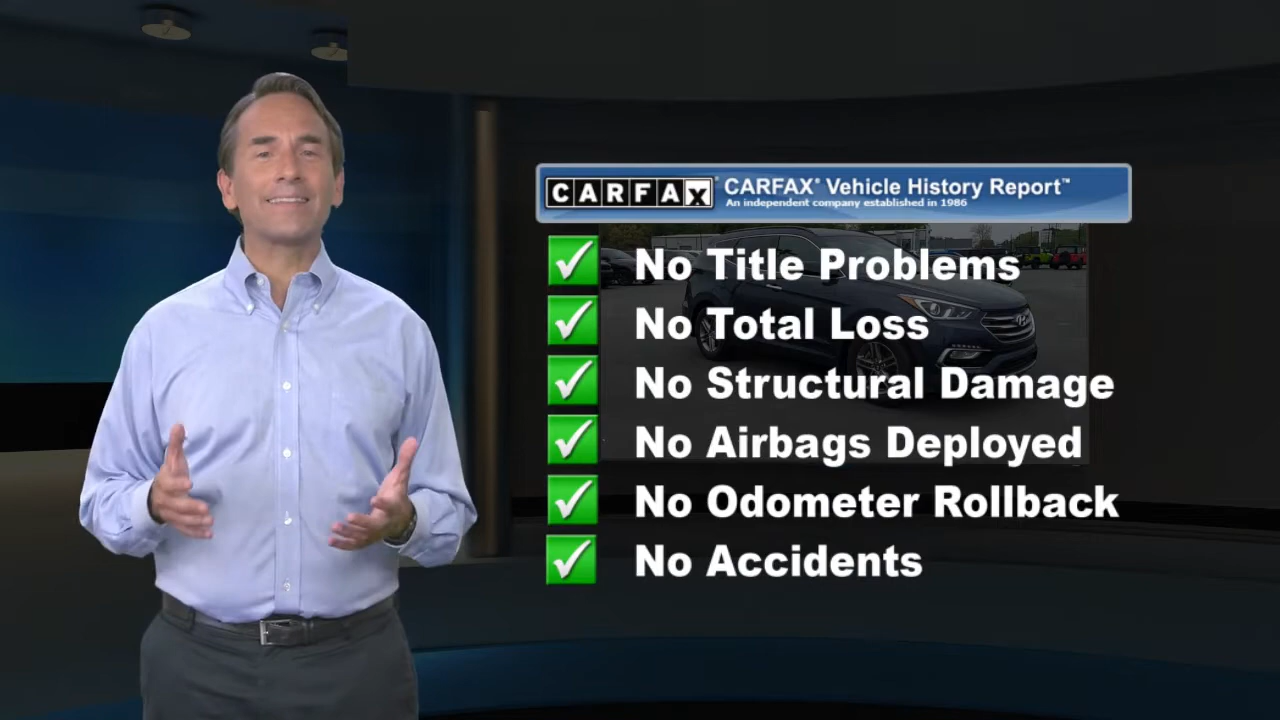 CARFAX
CARFAX® Vehicle History Report™
An independent company established in 1986
No Title Problems
No Total Loss
No Structural Damage
No Airbags Deployed
No Odometer Rollback
No Accidents